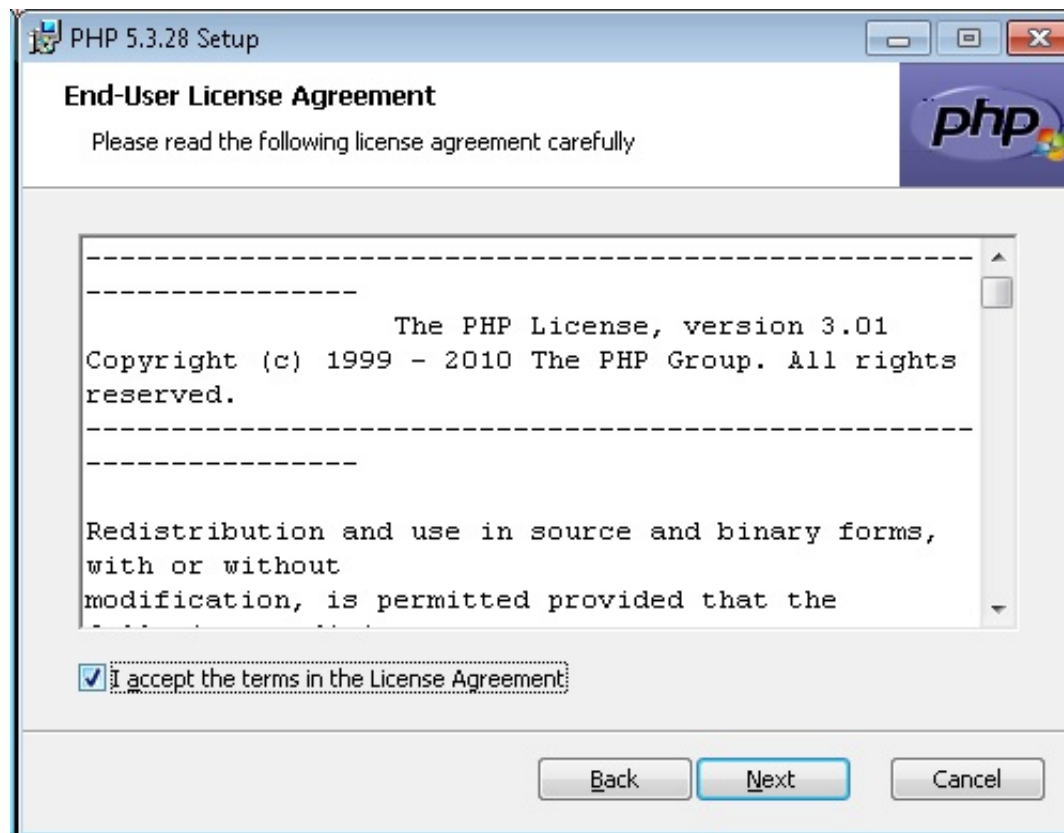 PHP 5.3.28 Setup
End-User License Agreement
Please read the following license agreement carefully
php
----------------------------------------------------
----------------
The PHP License, version 3.01
Copyright (c) 1999 - 2010 The PHP Group. All rights
reserved.
----------------------------------------------------
----------------
Redistribution and use in source and binary forms,
with or without
modification, is permitted provided that the
I accept the terms in the License Agreement
Back Next Cancel